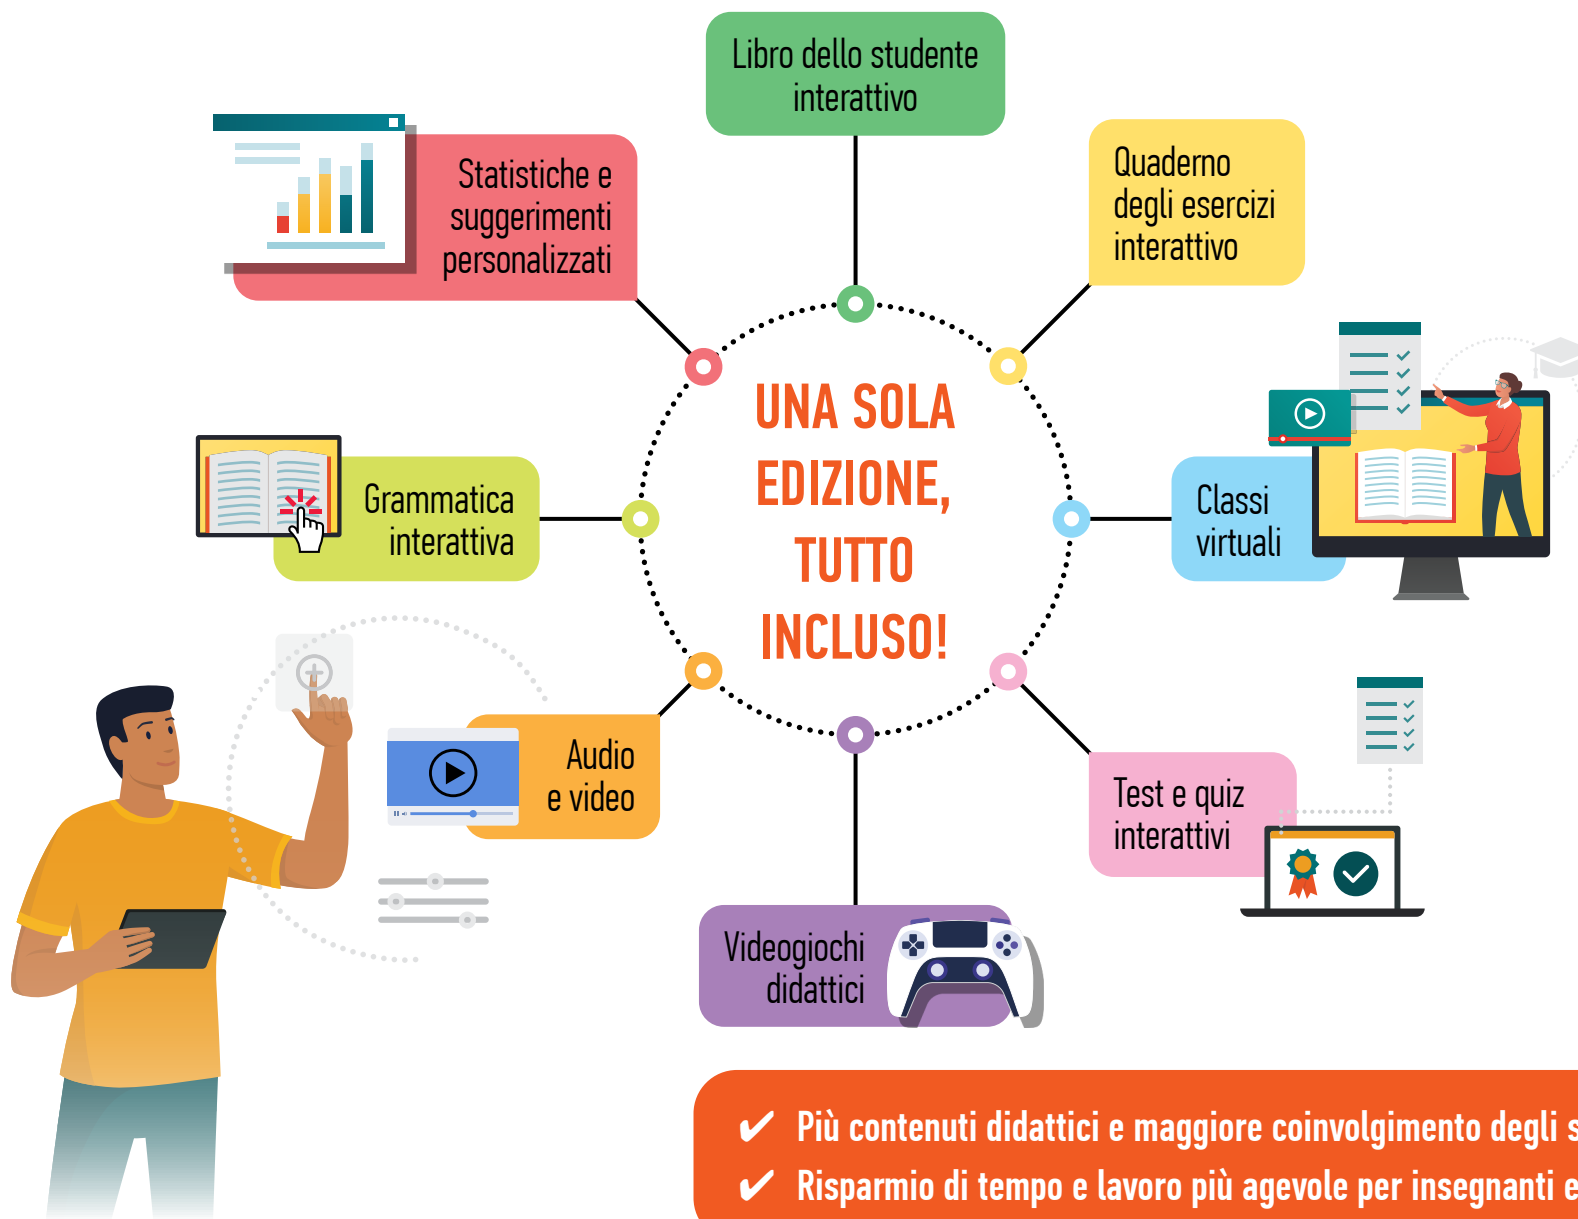 Libro dello studente
interattivo
Statistiche e
suggerimenti
personalizzati
Quaderno
degli esercizi
interattivo
UNA SOLA
EDIZIONE,
TUTTO
INCLUSO!
Grammatica
interattiva
Classi
virtuali
Audio
e video
Test e quiz
interattivi
Videogiochi
didattici
✔ Più contenuti didattici e maggiore coinvolgimento degli s
✔ Risparmio di tempo e lavoro più agevole per insegnanti e